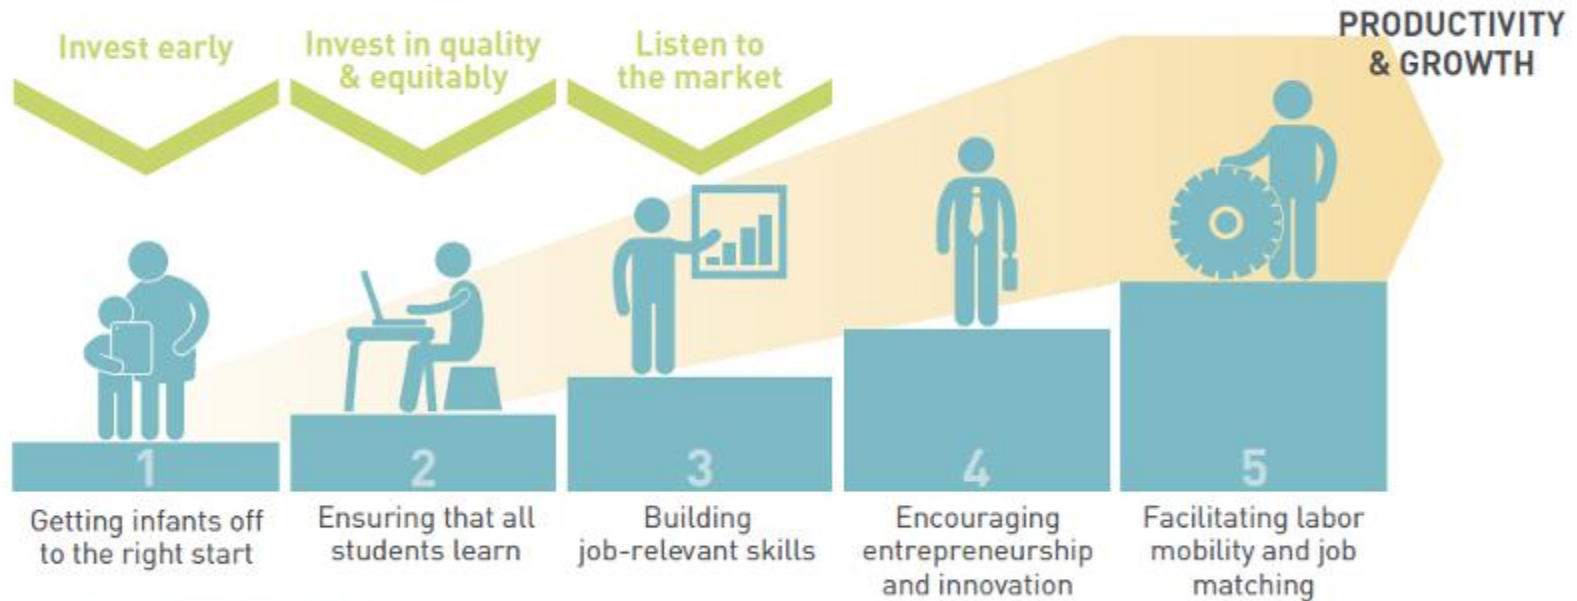 Invest early
Invest in quality
& equitably
Listen to
the market
PRODUCTIVITY
& GROWTH
1
Getting infants off
to the right start
2
Ensuring that all
students learn
3
Building
job-relevant skills
4
Encouraging
entrepreneurship
and innovation
5
Facilitating labor
mobility and job
matching